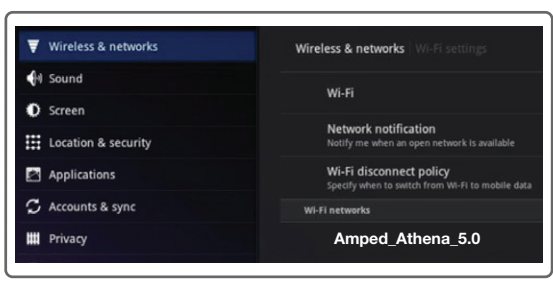 Wireless & networks
Sound
Screen
Location & security
Applications
Accounts & sync
Privacy
Wireless & networks Wi-Fi settings
Wi-Fi
Network notification
Notify me when an open network is available
Wi-Fi disconnect policy
Specify when to switch from Wi-Fi to mobile data
Wi-Fi networks
Amped_Athena_5.0